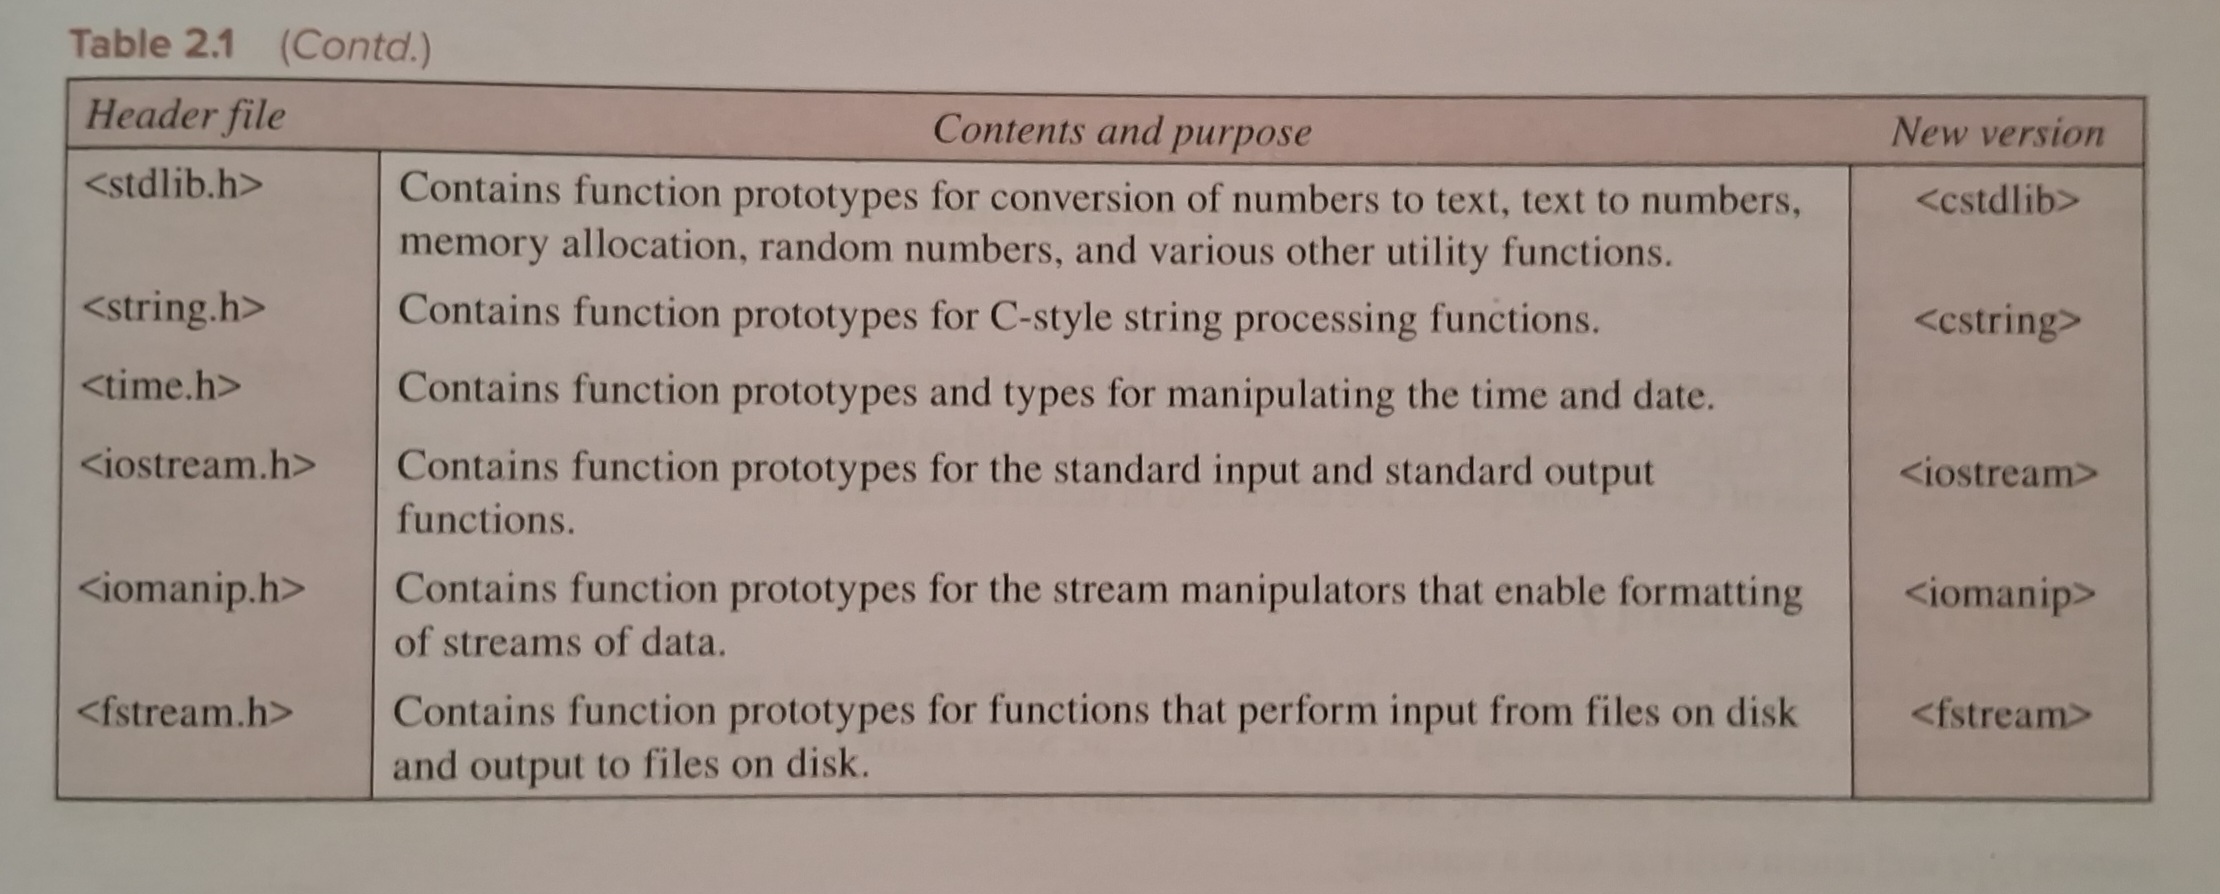 Table 2.1 (Contd.)
Header file Contents and purpose New version
<stdlib.h> Contains function prototypes for conversion of numbers to text, text to numbers, <cstdlib>
memory allocation, random numbers, and various other utility functions.
<string.h> Contains function prototypes for C-style string processing functions. <cstring>
<time.h> Contains function prototypes and types for manipulating the time and date.
<iostream.h> Contains function prototypes for the standard input and standard output <iostream>
functions.
<iomanip.h> Contains function prototypes for the stream manipulators that enable formatting <iomanip>
of streams of data.
<fstream.h> Contains function prototypes for functions that perform input from files on disk <fstream>
and output to files on disk.